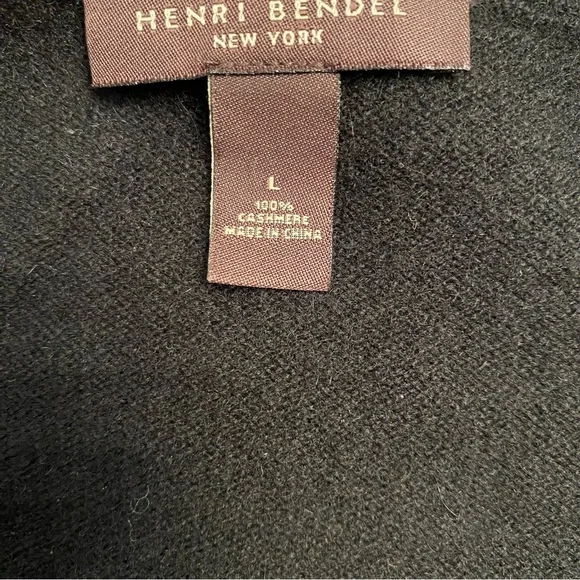 HENRI BENDEL
NEW YORK
L
100%
CASHMERE
MADE IN CHINA